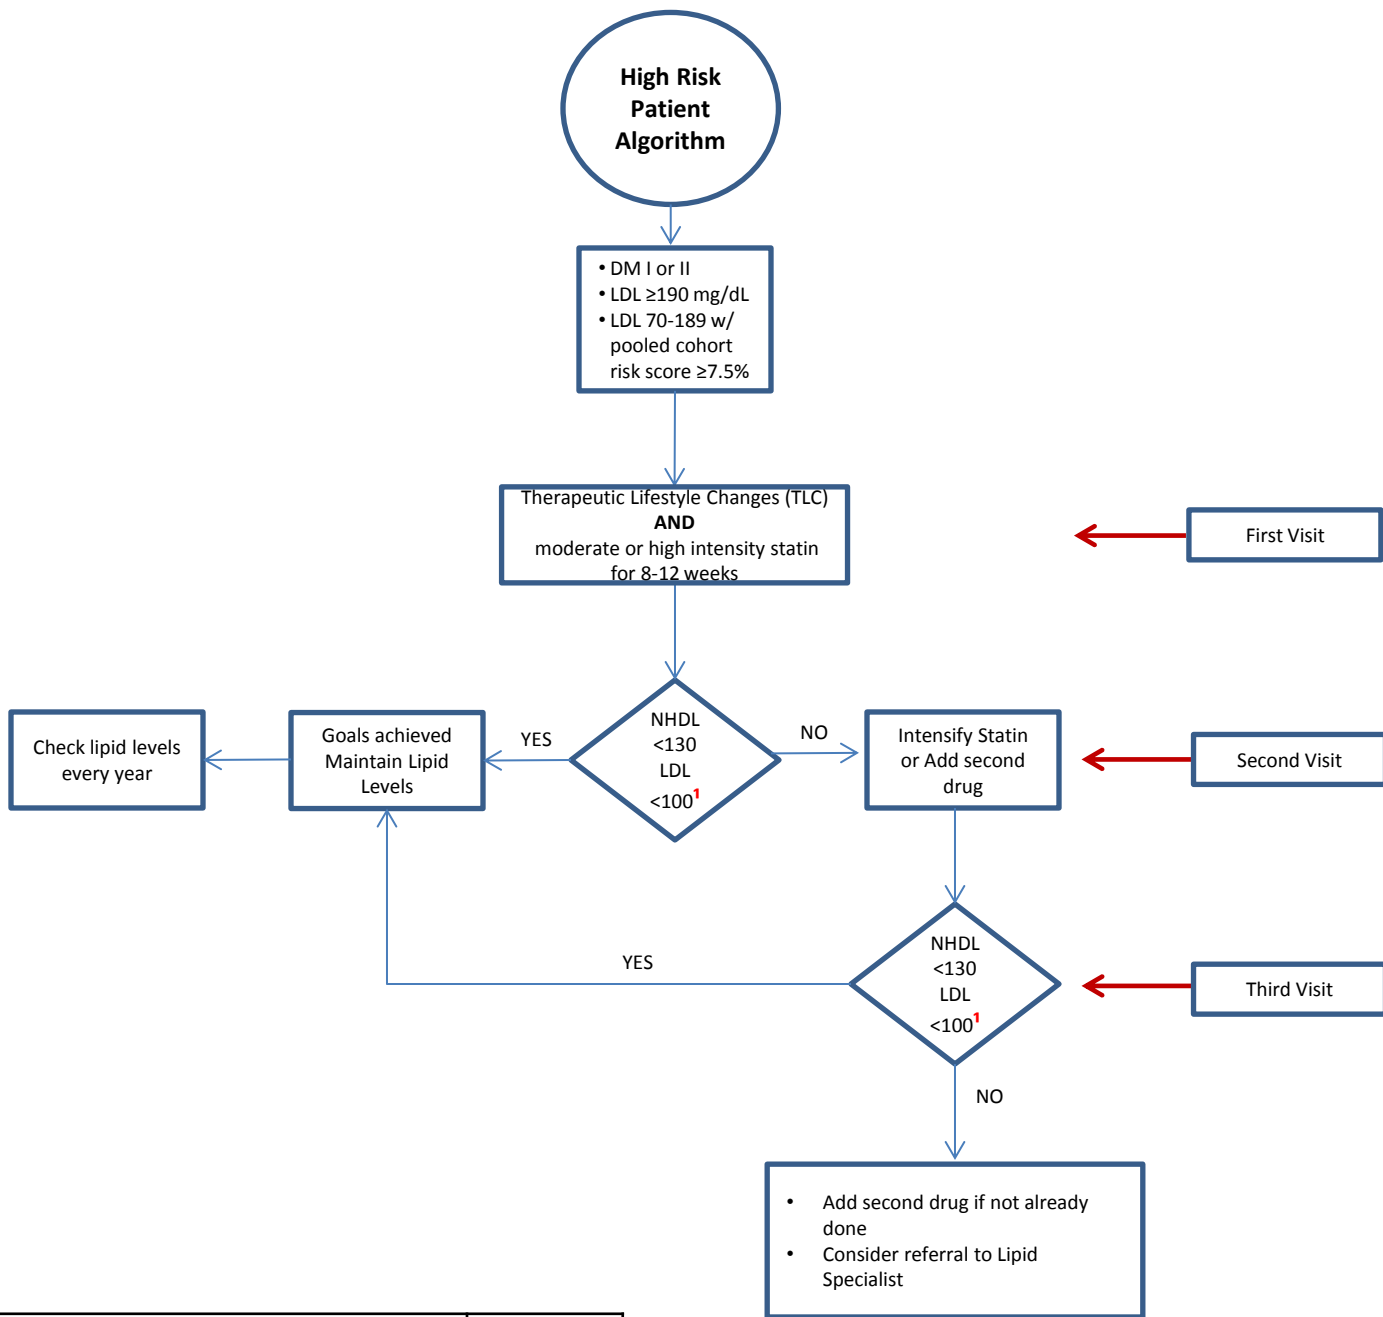 High Risk
Patient
Algorithm
• DM I or II
• LDL ≥190 mg/dL
• LDL 70-189 w/
pooled cohort
risk score ≥7.5%
Therapeutic Lifestyle Changes (TLC)
AND
moderate or high intensity statin
for 8-12 weeks
First Visit
Check lipid levels
every year
Goals achieved
Maintain Lipid
Levels
YES
NHDL
<130
LDL
<100¹
NO
Intensify Statin
or Add second
drug
Second Visit
YES
NHDL
<130
LDL
<100¹
Third Visit
NO
• Add second drug if not already
done
• Consider referral to Lipid
Specialist